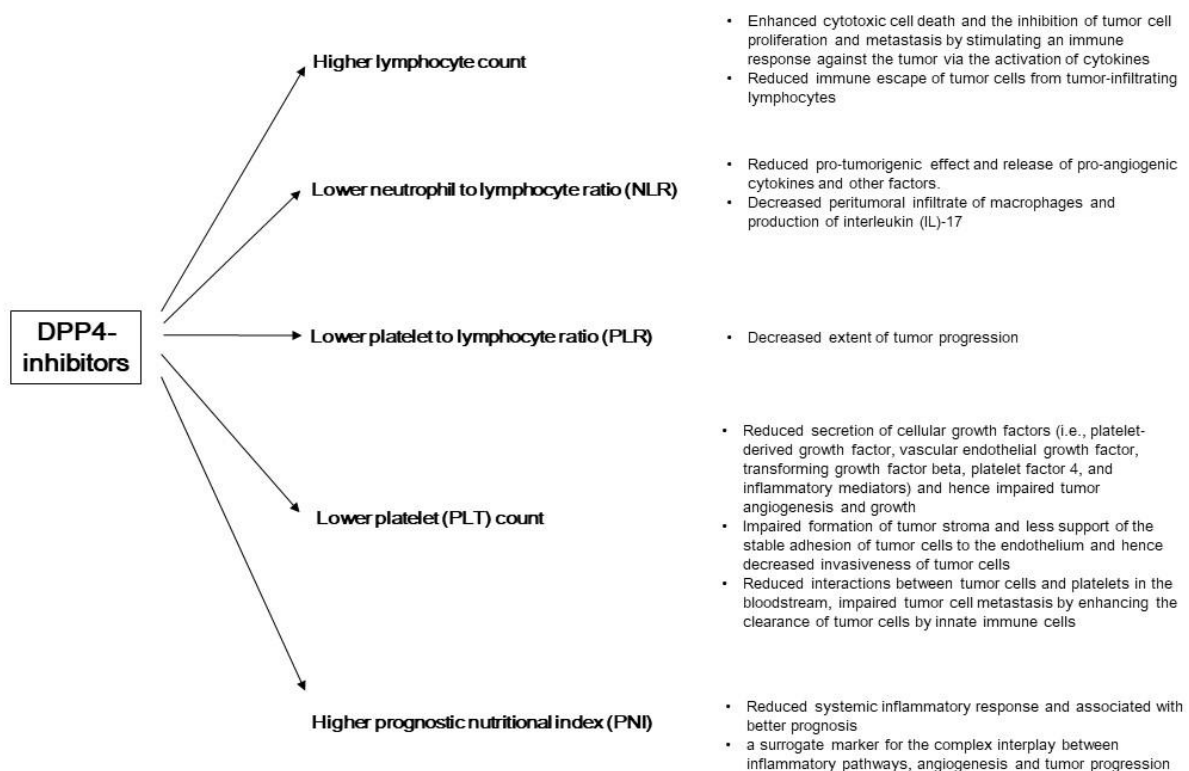 • Enhanced cytotoxic cell death and the inhibition of tumor cell
proliferation and metastasis by stimulating an immune
response against the tumor via the activation of cytokines
• Reduced immune escape of tumor cells from tumor-infiltrating
lymphocytes
Higher lymphocyte count
• Reduced pro-tumorigenic effect and release of pro-angiogenic
cytokines and other factors.
• Decreased peritumoral infiltrate of macrophages and
production of interleukin (IL)-17
Lower neutrophil to lymphocyte ratio (NLR)
DPP4-
inhibitors
Lower platelet to lymphocyte ratio (PLR)
• Decreased extent of tumor progression
• Reduced secretion of cellular growth factors (i.e., platelet-
derived growth factor, vascular endothelial growth factor,
transforming growth factor beta, platelet factor 4, and
inflammatory mediators) and hence impaired tumor
angiogenesis and growth
• Impaired formation of tumor stroma and less support of the
stable adhesion of tumor cells to the endothelium and hence
decreased invasiveness of tumor cells
• Reduced interactions between tumor cells and platelets in the
bloodstream, impaired tumor cell metastasis by enhancing the
clearance of tumor cells by innate immune cells
Lower platelet (PLT) count
Higher prognostic nutritional index (PNI)
• Reduced systemic inflammatory response and associated with
better prognosis
• a surrogate marker for the complex interplay between
inflammatory pathways, angiogenesis and tumor progression